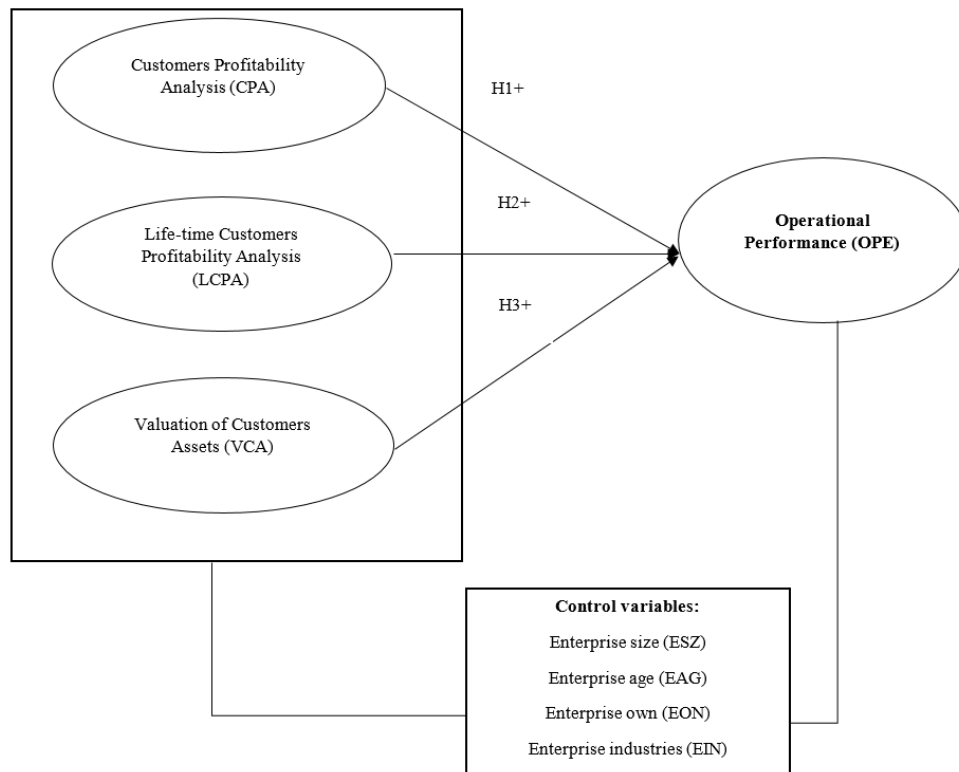 Customers Profitability
Analysis (CPA)
H1+
Life-time Customers
Profitability Analysis
(LCPA)
H2+
Operational
Performance (OPE)
H3+
Valuation of Customers
Assets (VCA)
Control variables:
Enterprise size (ESZ)
Enterprise age (EAG)
Enterprise own (EON)
Enterprise industries (EIN)